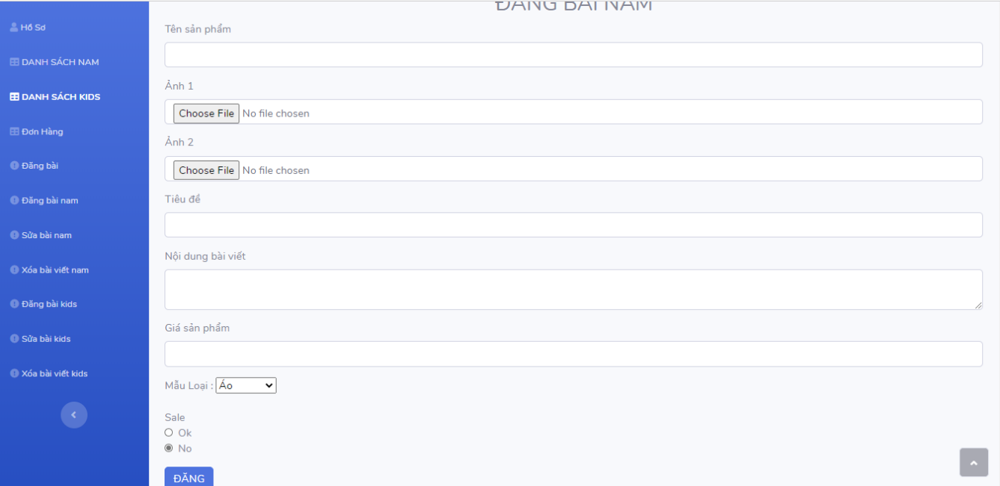 ĐĂNG BÀI NAM
Hồ Sơ
DANH SÁCH NAM
DANH SÁCH KIDS
Đơn Hàng
Đăng bài
Đăng bài nam
Sửa bài nam
Xóa bài viết nam
Đăng bài kids
Sửa bài kids
Xóa bài viết kids
Tên sản phẩm
Ảnh 1
Choose File No file chosen
Ảnh 2
Choose File No file chosen
Tiêu đề
Nội dung bài viết
Giá sản phẩm
Mẫu Loại : Áo
Sale
Ok
No
ĐĂNG